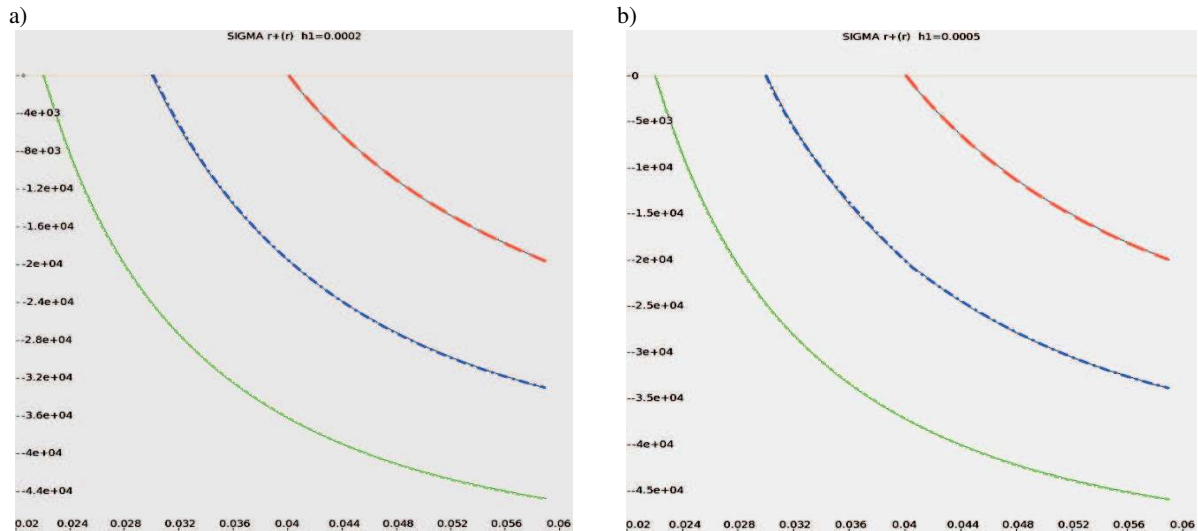 a)
SIGMA r+(r) h1=0.0002
0
-4e+03
-8e+03
-1.2e+04
-1.6e+04
-2e+04
-2.4e+04
-2.8e+04
-3.2e+04
-3.6e+04
-4e+04
-4.4e+04
0.02 0.024 0.028 0.032 0.036 0.04 0.044 0.048 0.052 0.056 0.06
b)
SIGMA r+(r) h1=0.0005
0
-5e+03
-1e+04
-1.5e+04
-2e+04
-2.5e+04
-3e+04
-3.5e+04
-4e+04
-4.5e+04
0.02 0.024 0.028 0.032 0.036 0.04 0.044 0.048 0.052 0.056 0.06